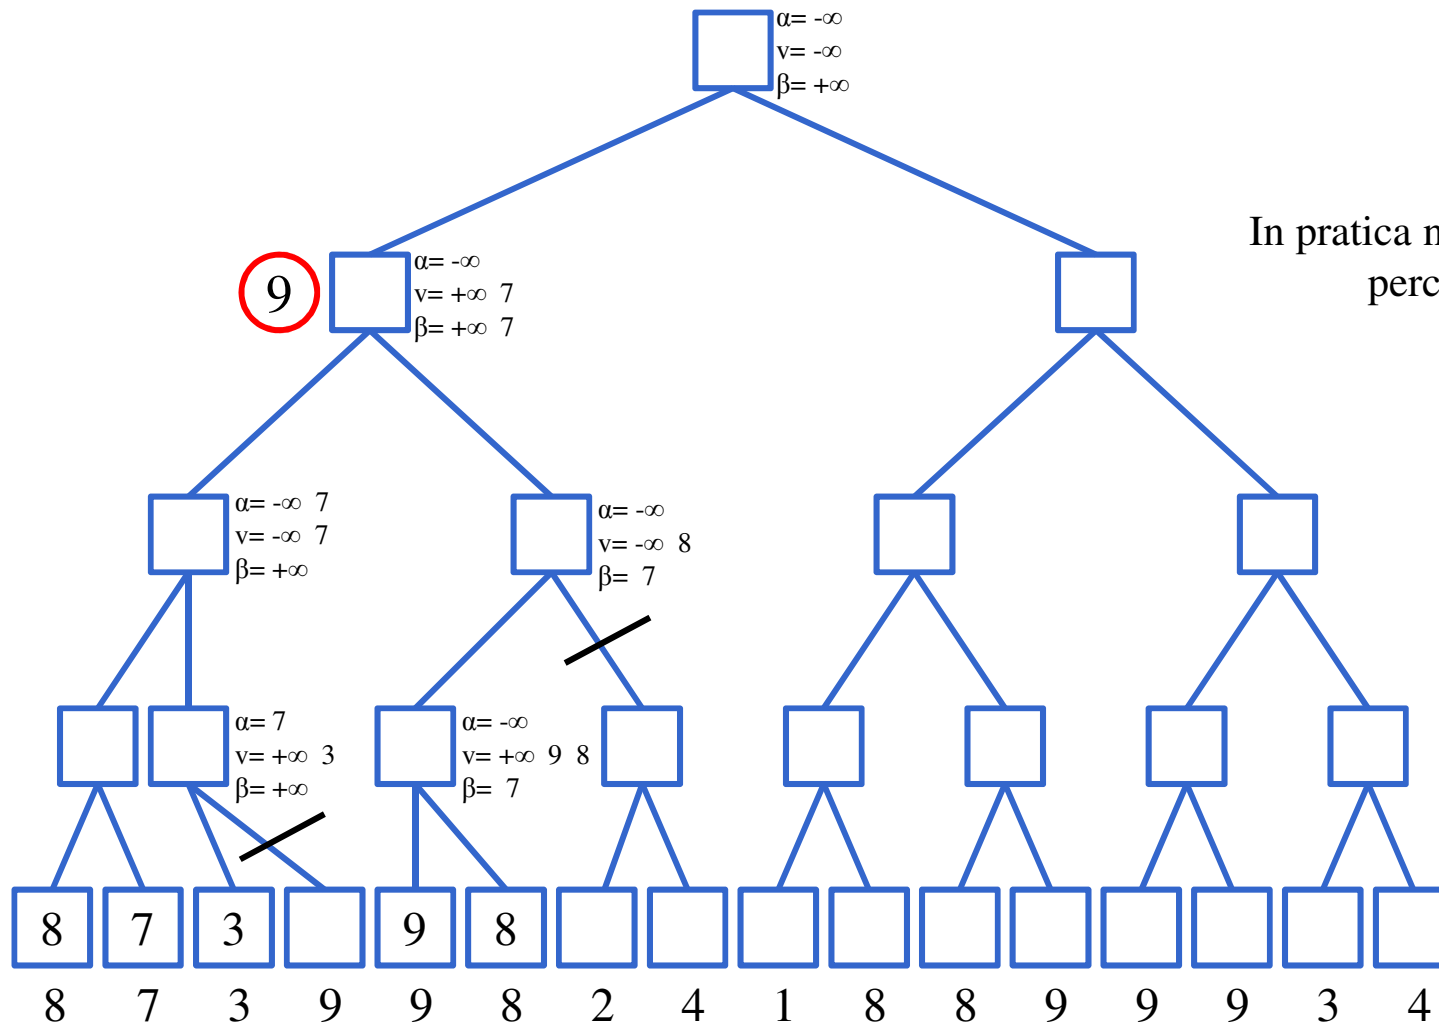 α= -∞
v= -∞
β= +∞
In pratica
9
α= -∞
v= +∞ 7
β= +∞ 7
α= -∞ 7
v= -∞ 7
β= +∞
α= -∞
v= -∞ 8
β= 7
α= 7
v= +∞ 3
β= +∞
α= -∞
v= +∞ 9 8
β= 7
8 7 3 9 8
8 7 3 9 9 8 2 4 1 8 8 9 9 9 3 4